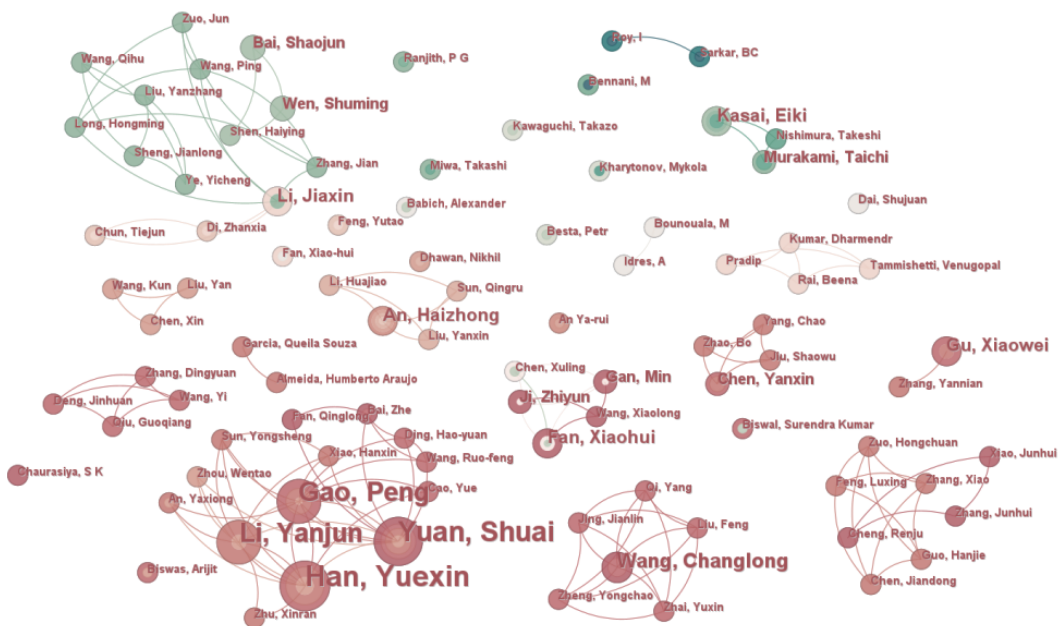 Zuo, Jun
Bai, Shaojun
Roy, I
Sarkar, BC
Wang, Qihu
Wang, Ping
Ranjith, P G
Bennani, M
Liu, Yanzhang
Wen, Shuming
Kasai, Eiki
Long, Hongming
Shen, Haiying
Kawaguchi, Takazo
Nishimura, Takeshi
Sheng, Jianlong
Zhang, Jian
Miwa, Takashi
Kharytonov, Mykola
Murakami, Taichi
Ye, Yicheng
Li, Jiaxin
Babich, Alexander
Dai, Shujuan
Chun, Tiejun
Di, Zhanxia
Feng, Yutao
Besta, Petr
Bounouala, M
Kumar, Dharmendr
Fan, Xiao-hui
Dhawan, Nikhil
Idres, A
Pradip
Rai, Beena
Tammishetti, Venugopal
Wang, Kun
Liu, Yan
Li, Huajiao
Sun, Qingru
Chen, Xin
An, Haizhong
Liu, Yanxin
An Ya-rui
Yang, Chao
Zhao, Bo
Jiu, Shaowu
Gu, Xiaowei
Garcia, Queila Souza
Almeida, Humberto Araujo
Chen, Xuling
Gan, Min
Chen, Yanxin
Zhang, Yannian
Zhang, Dingyuan
Deng, Jinhuan
Wang, Yi
Qiu, Guoqiang
Ji, Zhiyun
Wang, Xiaolong
Fan, Xiaohui
Biswal, Surendra Kumar
Fan, Qinglong
Bai, Zhe
Sun, Yongsheng
Xiao, Hanxin
Ding, Hao-yuan
Wang, Ruo-feng
Zuo, Hongchuan
Xiao, Junhui
Chaurasiya, S K
Zhou, Wentao
Cao, Yue
Feng, Luxing
Zhang, Xiao
An, Yaxiong
Gao, Peng
Qi, Yang
Zhang, Junhui
Li, Yanjun
Yuan, Shuai
Jing, Jianlin
Liu, Feng
Cheng, Renju
Guo, Hanjie
Biswas, Arijit
Han, Yuexin
Wang, Changlong
Chen, Jiandong
Zhu, Xinran
Zheng, Yongchao
Zhai, Yuxin